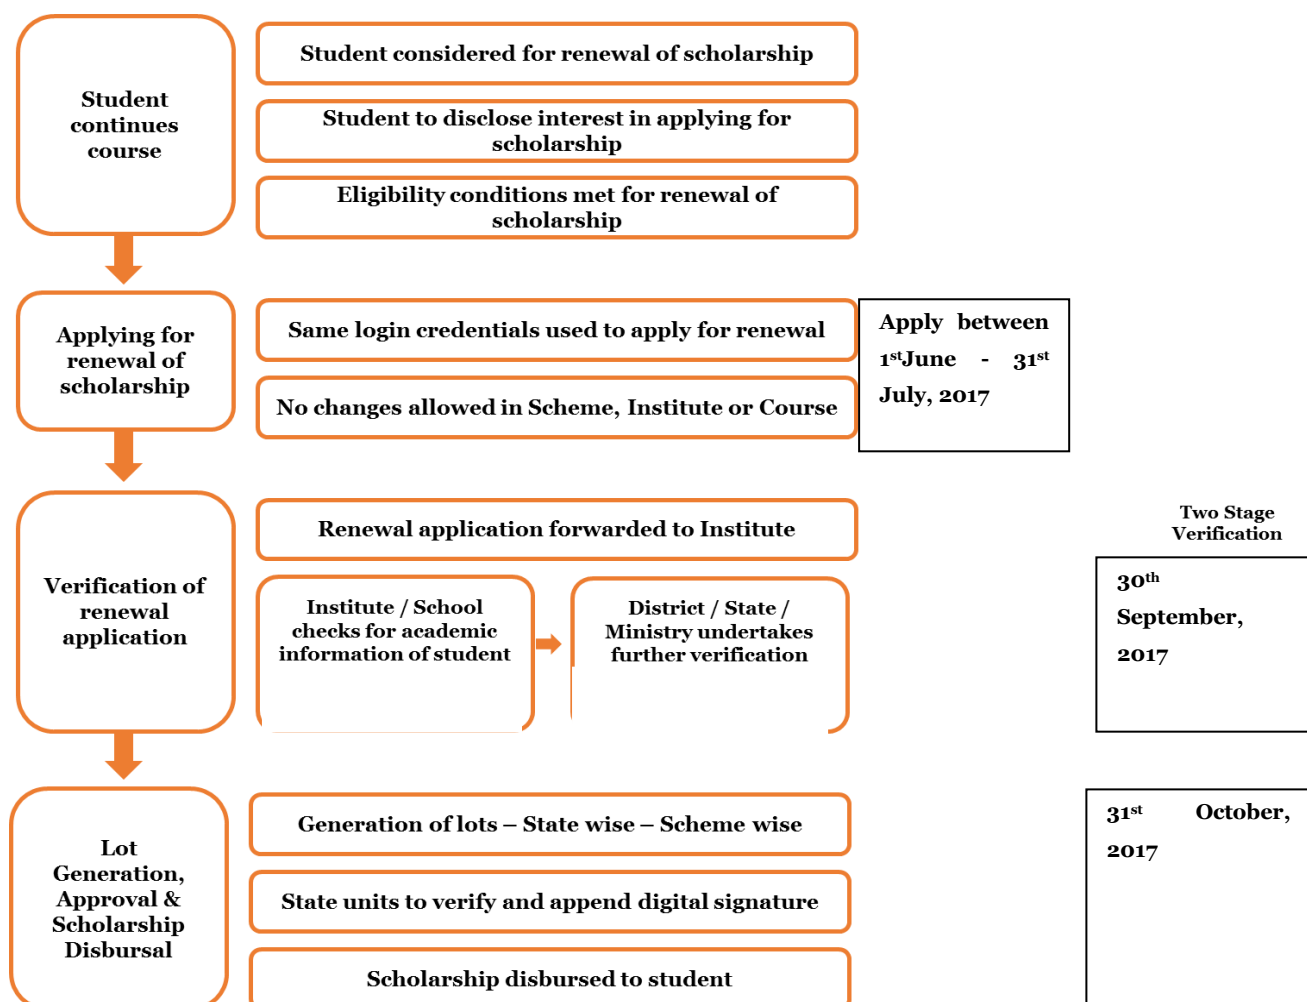 Student
continues
course
Student considered for renewal of scholarship
Student to disclose interest in applying for
scholarship
Eligibility conditions met for renewal of
scholarship
Applying for
renewal of
scholarship
Same login credentials used to apply for renewal
No changes allowed in Scheme, Institute or Course
Apply between
1stJune - 31st
July, 2017
Verification of
renewal
application
Renewal application forwarded to Institute
Institute / School
checks for academic
information of student
District / State /
Ministry undertakes
further verification
Two Stage
Verification
30th
September,
2017
Lot
Generation,
Approval &
Scholarship
Disbursal
Generation of lots – State wise – Scheme wise
State units to verify and append digital signature
Scholarship disbursed to student
31st October,
2017